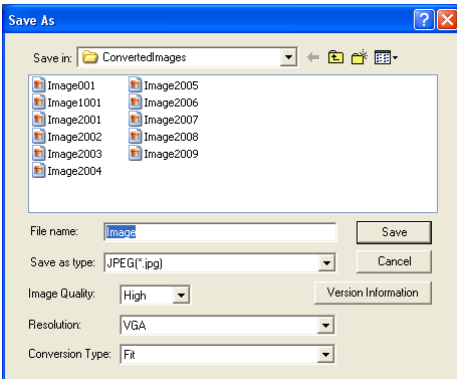 Save As
Save in: ConvertedImages
Image001
Image1001
Image2001
Image2002
Image2003
Image2004
Image2005
Image2006
Image2007
Image2008
Image2009
File name: Image Save
Save as type: JPEG(*.jpg) Cancel
Image Quality: High Version Information
Resolution: VGA
Conversion Type: Fit